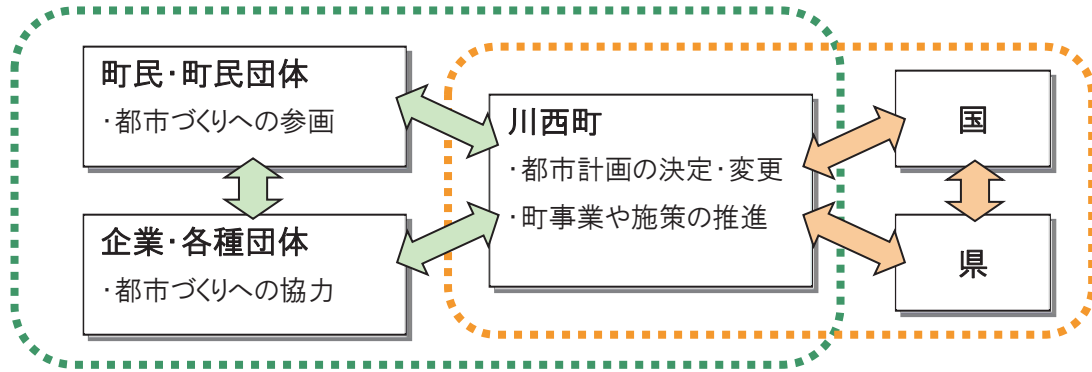 町民・町民団体
・都市づくりへの参画
企業・各種団体
・都市づくりへの協力
川西町
・都市計画の決定・変更
・町事業や施策の推進
国
県